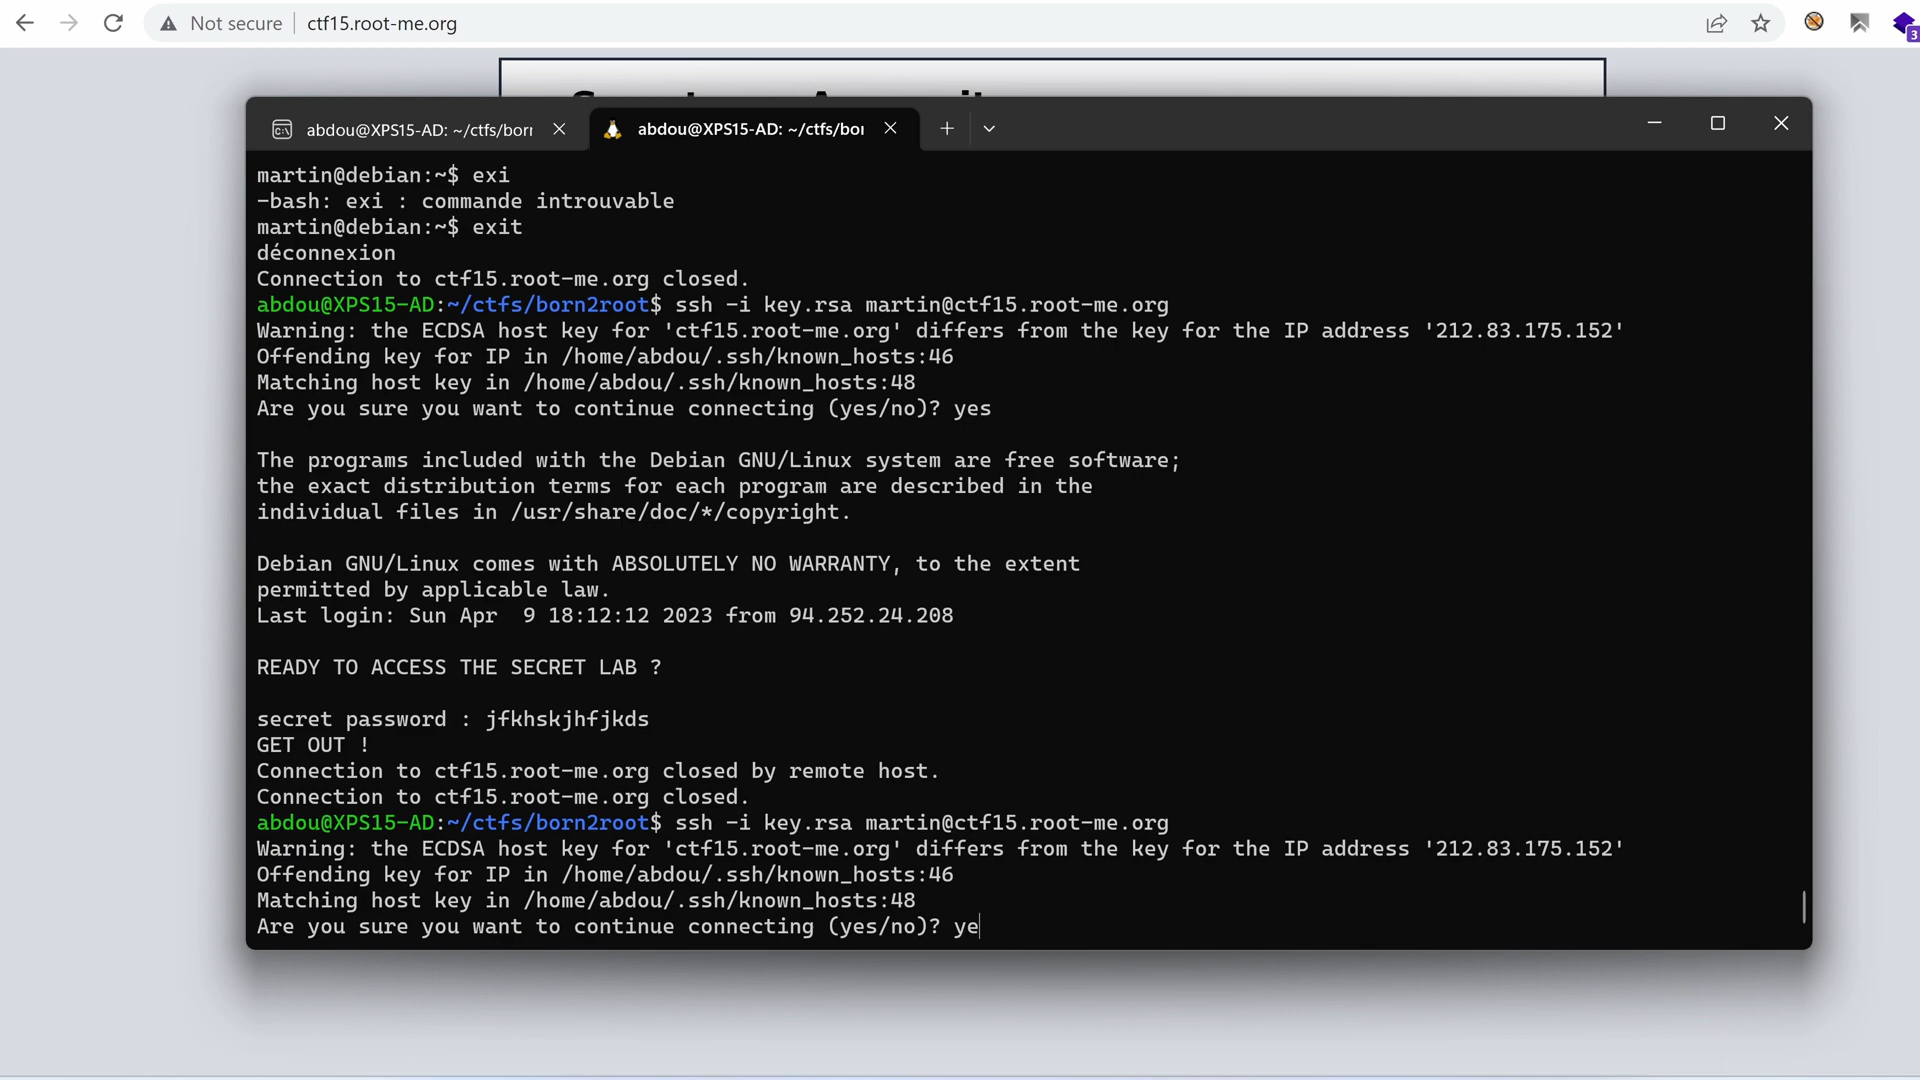 Not secure
ctf15.root-me.org
3
abdou@XPS15-AD: ~/ctfs/bor
abdou@XPS15-AD: ~/ctfs/bor
martin@debian:~$ exi
-bash: exi : commande introuvable
martin@debian:~$ exit
déconnexion
Connection to ctf15.root-me.org closed.
abdou@XPS15-AD:~/ctfs/born2root$ ssh -i key.rsa martin@ctf15.root-me.org
Warning: the ECDSA host key for 'ctf15.root-me.org' differs from the key for the IP address '212.83.175.152'
Offending key for IP in /home/abdou/.ssh/known_hosts:46
Matching host key in /home/abdou/.ssh/known_hosts:48
Are you sure you want to continue connecting (yes/no)? yes
The programs included with the Debian GNU/Linux system are free software;
the exact distribution terms for each program are described in the
individual files in /usr/share/doc/*/copyright.
Debian GNU/Linux comes with ABSOLUTELY NO WARRANTY, to the extent
permitted by applicable law.
Last login: Sun Apr  9 18:12:12 2023 from 94.252.24.208
READY TO ACCESS THE SECRET LAB ?
secret password : jfkhskjhfjkds
GET OUT !
Connection to ctf15.root-me.org closed by remote host.
Connection to ctf15.root-me.org closed.
abdou@XPS15-AD:~/ctfs/born2root$ ssh -i key.rsa martin@ctf15.root-me.org
Warning: the ECDSA host key for 'ctf15.root-me.org' differs from the key for the IP address '212.83.175.152'
Offending key for IP in /home/abdou/.ssh/known_hosts:46
Matching host key in /home/abdou/.ssh/known_hosts:48
Are you sure you want to continue connecting (yes/no)? ye